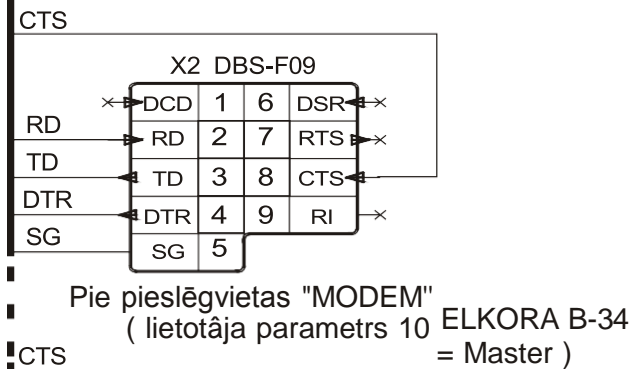 CTS
X2 DBS-F09
DCD 1 6 DSR
RD
RD 2 7 RTS
TD
TD 3 8 CTS
DTR
DTR 4 9 RI
SG
SG 5
Pie pieslēgvietas "MODEM"
( lietotâja parametrs 10 ELKORA B-34
CTS = Master )